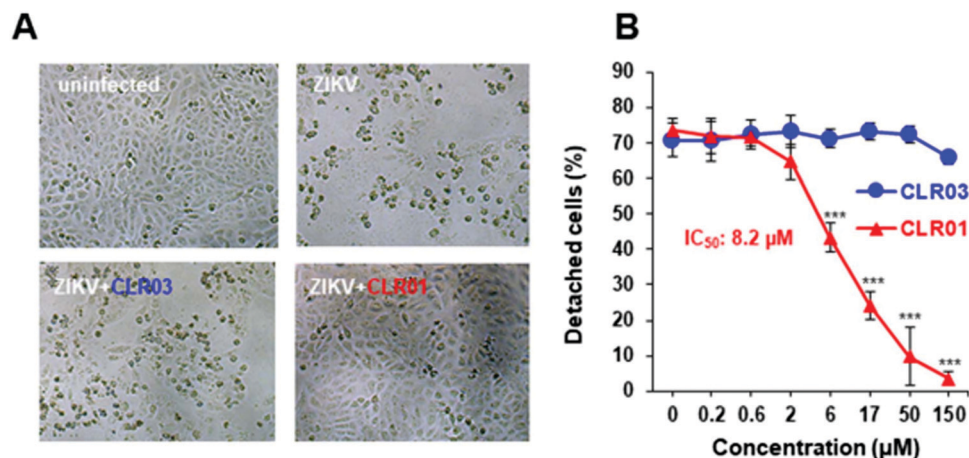 A
uninfected
ZIKV
ZIKV+CLR03
ZIKV+CLR01
B
90
80
70
60
50
40
30
20
10
0
Detached cells (%)
CLR03
CLR01
IC50: 8.2 µM
***
***
***
***
0 0.2 0.6 2 6 17 50 150
Concentration (µM)